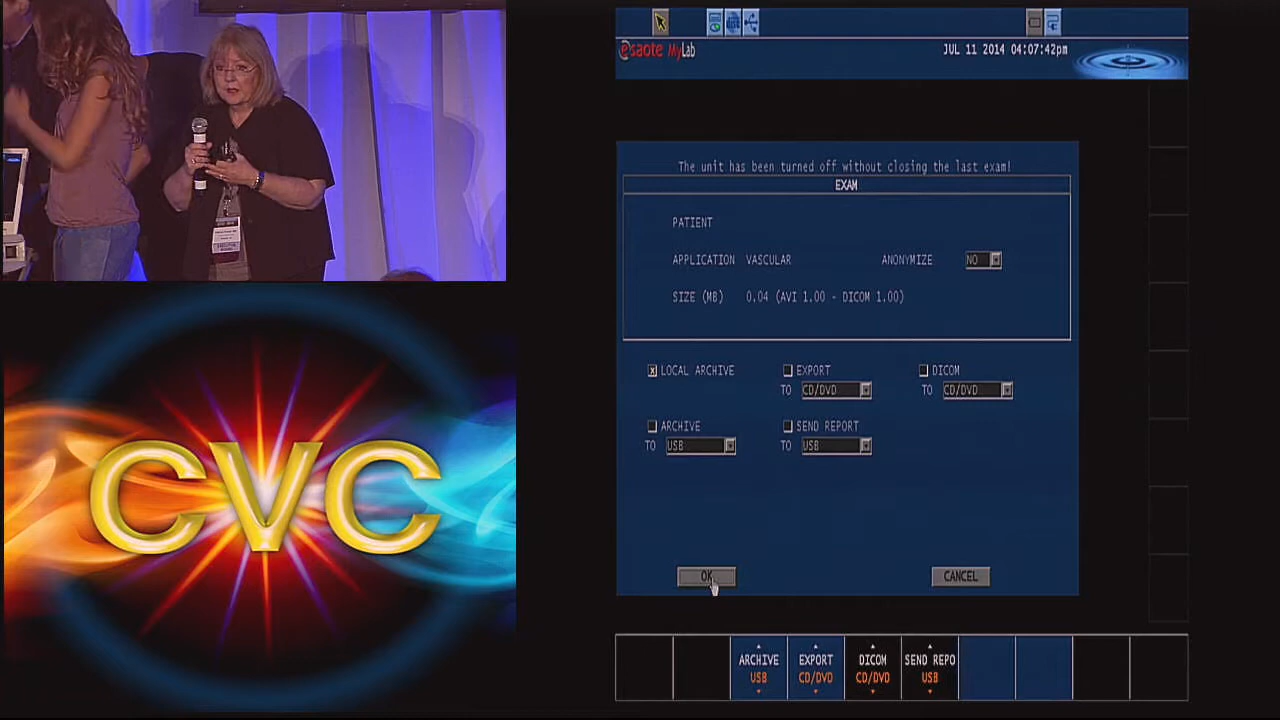 esaote MyLab
JUL 11 2014 04:07:42pm
The unit has been turned off without closing the last exam!
EXAM
PATIENT
APPLICATION VASCULAR ANONYMIZE NO
SIZE (MB) 0.04 (AVI 1.00 - DICOM 1.00)
x LOCAL ARCHIVE EXPORT DICOM
TO CD/DVD TO CD/DVD
ARCHIVE SEND REPORT
TO USB TO USB
OK CANCEL
ARCHIVE EXPORT DICOM SEND REPO
USB CD/DVD CD/DVD USB
CVC